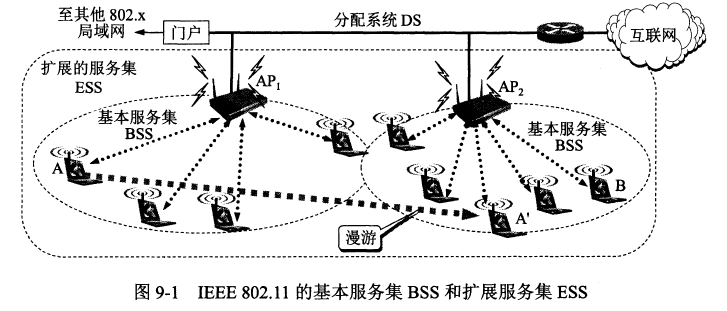 至其他 802.x
局域网
门户
分配系统 DS
互联网
扩展的服务集
ESS
AP₁
AP₂
基本服务集
BSS
基本服务集
BSS
A
B
A'
漫游
图 9-1 IEEE 802.11 的基本服务集 BSS 和扩展服务集 ESS